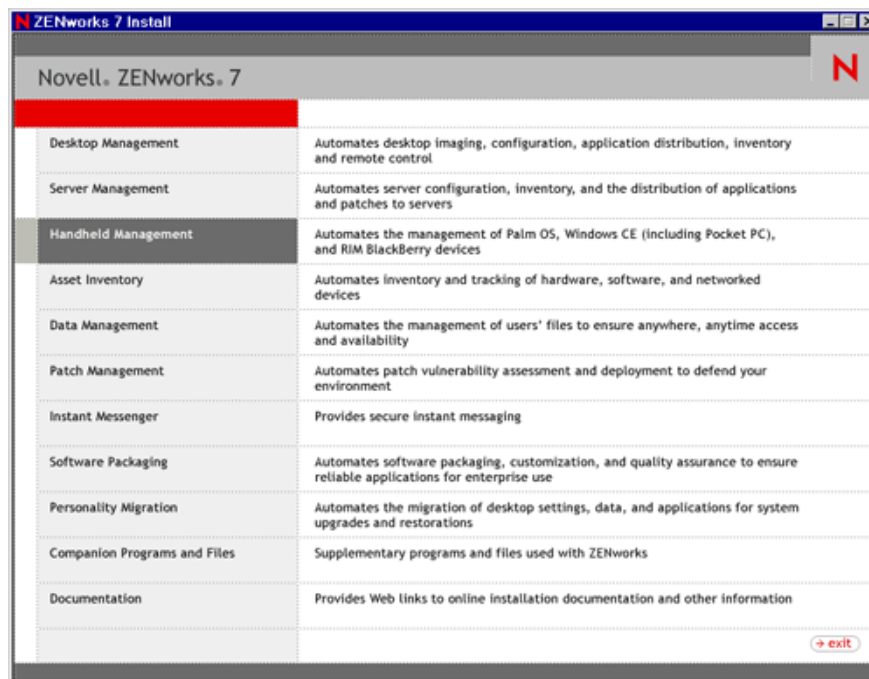 N ZENworks 7 Install
Novell® ZENworks® 7
N
Desktop Management
Automates desktop imaging, configuration, application distribution, inventory
and remote control
Server Management
Automates server configuration, inventory, and the distribution of applications
and patches to servers
Handheld Management
Automates the management of Palm OS, Windows CE (including Pocket PC),
and RIM BlackBerry devices
Asset Inventory
Automates inventory and tracking of hardware, software, and networked
devices
Data Management
Automates the management of users' files to ensure anywhere, anytime access
and availability
Patch Management
Automates patch vulnerability assessment and deployment to defend your
environment
Instant Messenger
Provides secure instant messaging
Software Packaging
Automates software packaging, customization, and quality assurance to ensure
reliable applications for enterprise use
Personality Migration
Automates the migration of desktop settings, data, and applications for system
upgrades and restorations
Companion Programs and Files
Supplementary programs and files used with ZENworks
Documentation
Provides Web links to online installation documentation and other information
exit